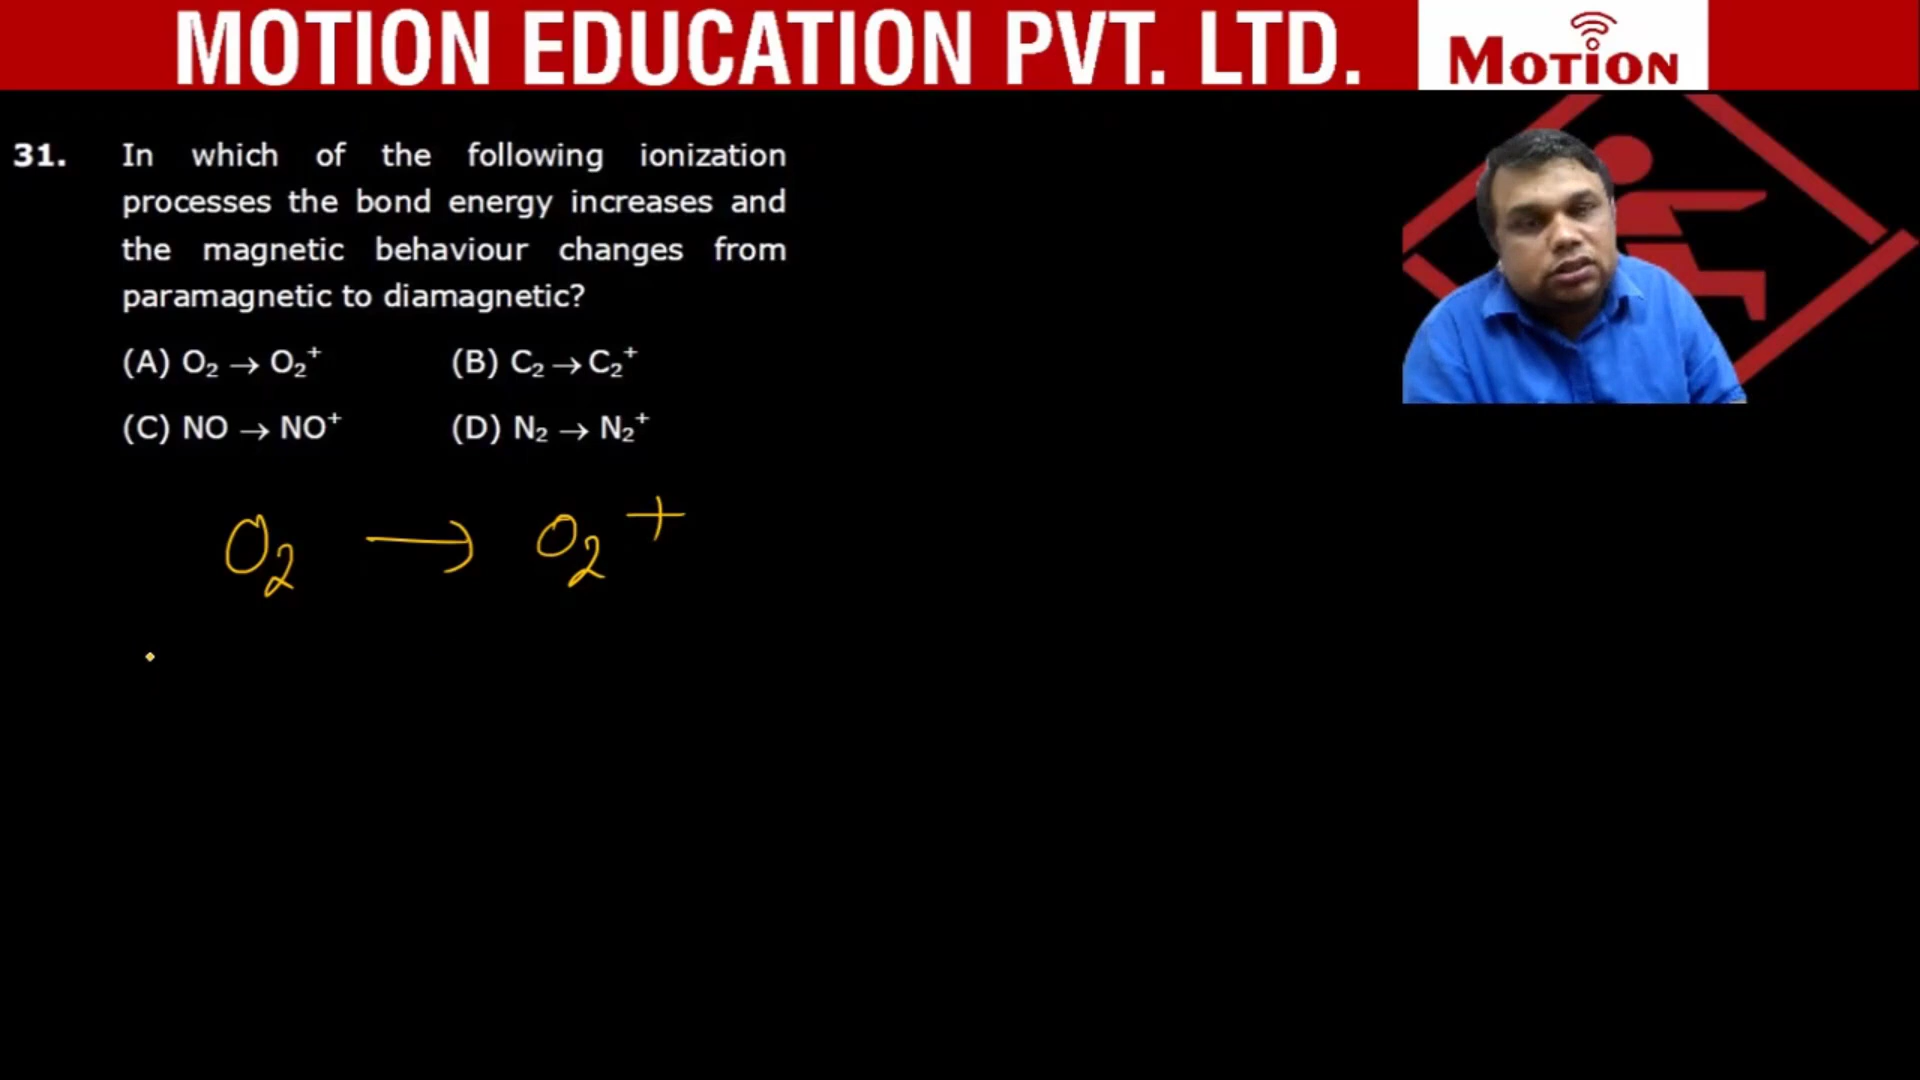 MOTION EDUCATION PVT. LTD.
MOTION
31. In which of the following ionization
processes the bond energy increases and
the magnetic behaviour changes from
paramagnetic to diamagnetic?
(A) O₂ → O₂⁺ (B) C₂ → C₂⁺
(C) NO → NO⁺ (D) N₂ → N₂⁺
O₂ → O₂⁺